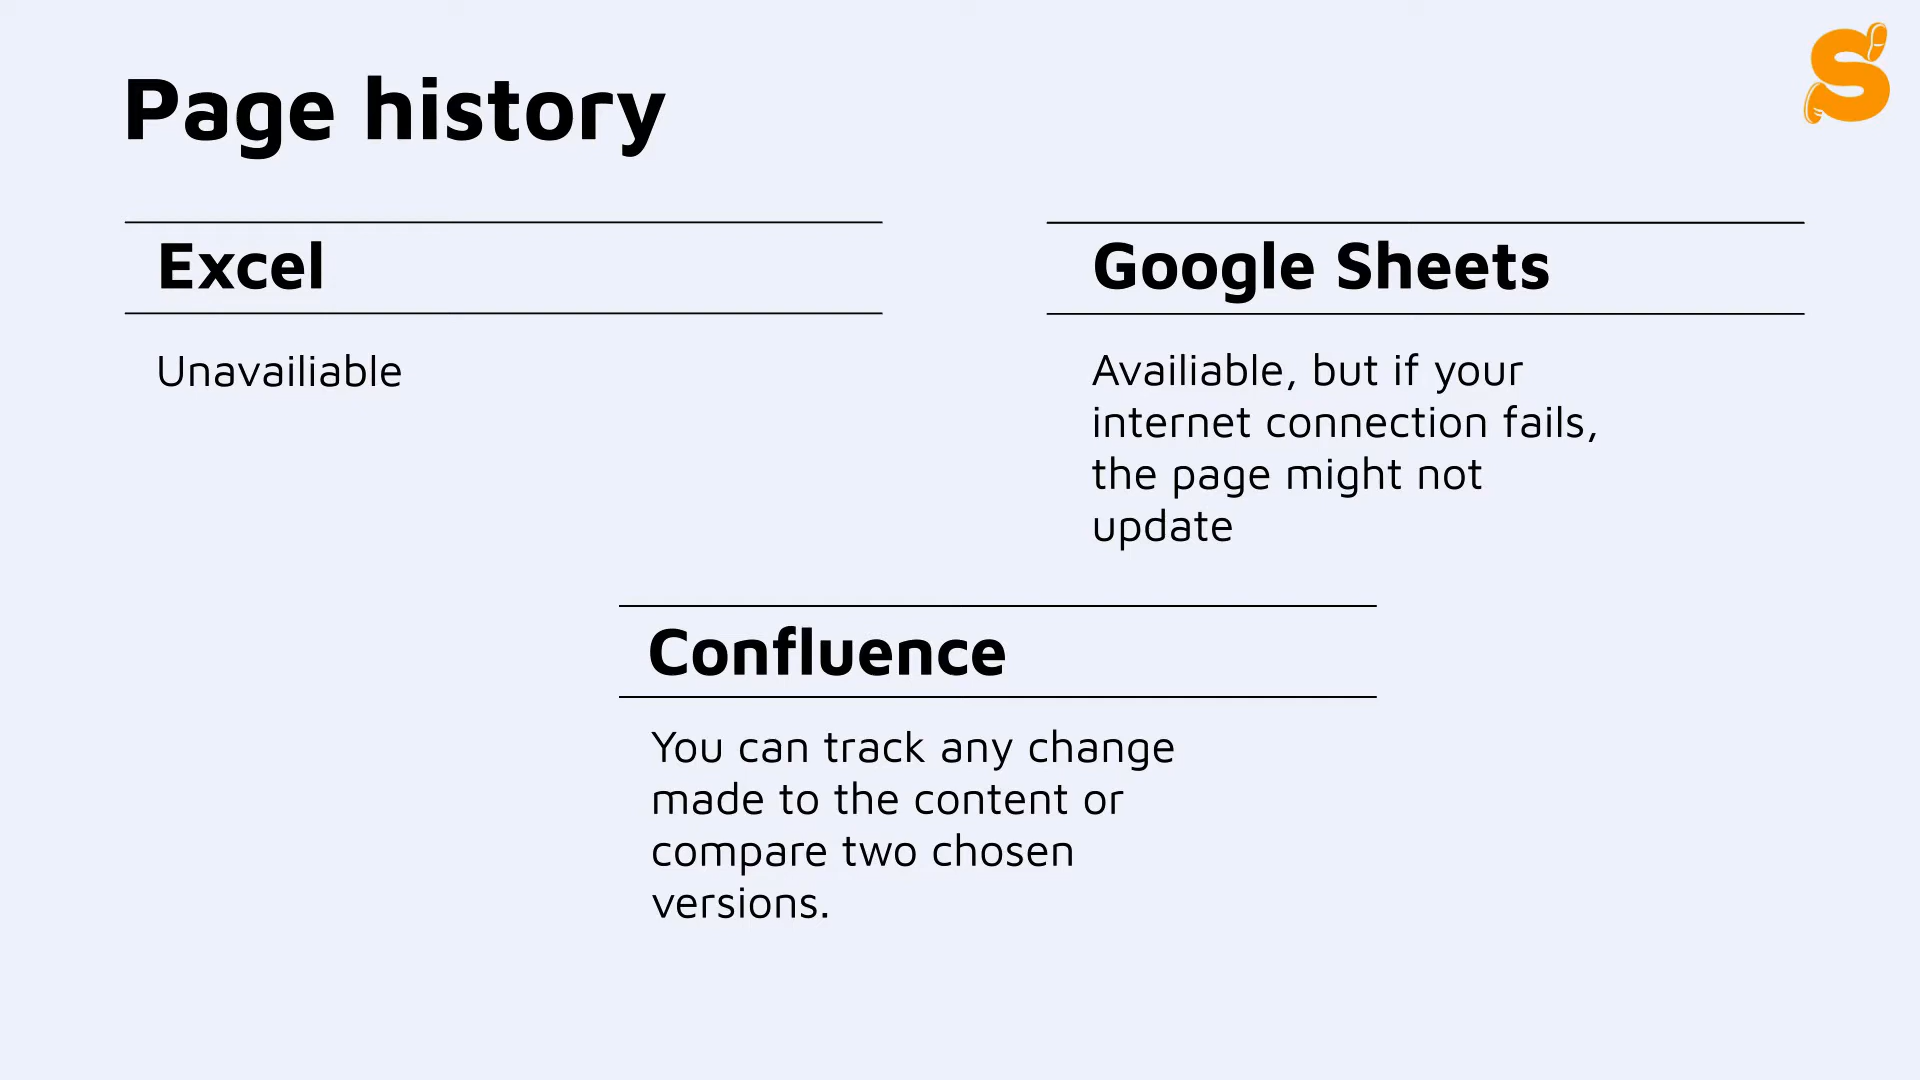 Page history
Excel
Unavailiable
Google Sheets
Availiable, but if your
internet connection fails,
the page might not
update
Confluence
You can track any change
made to the content or
compare two chosen
versions.